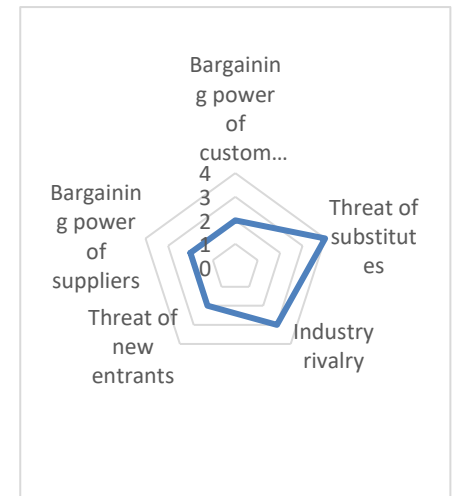 Bargainin
g power
of
custom...
4
3
2
1
0
Threat of
substitut
es
Industry
rivalry
Threat of
new
entrants
Bargainin
g power
of
suppliers